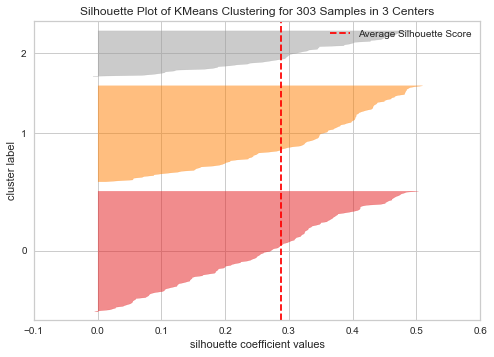 Silhouette Plot of KMeans Clustering for 303 Samples in 3 Centers
Average Silhouette Score
2
1
0
cluster label
−0.1
0.0
0.1
0.2
0.3
0.4
0.5
0.6
silhouette coefficient values